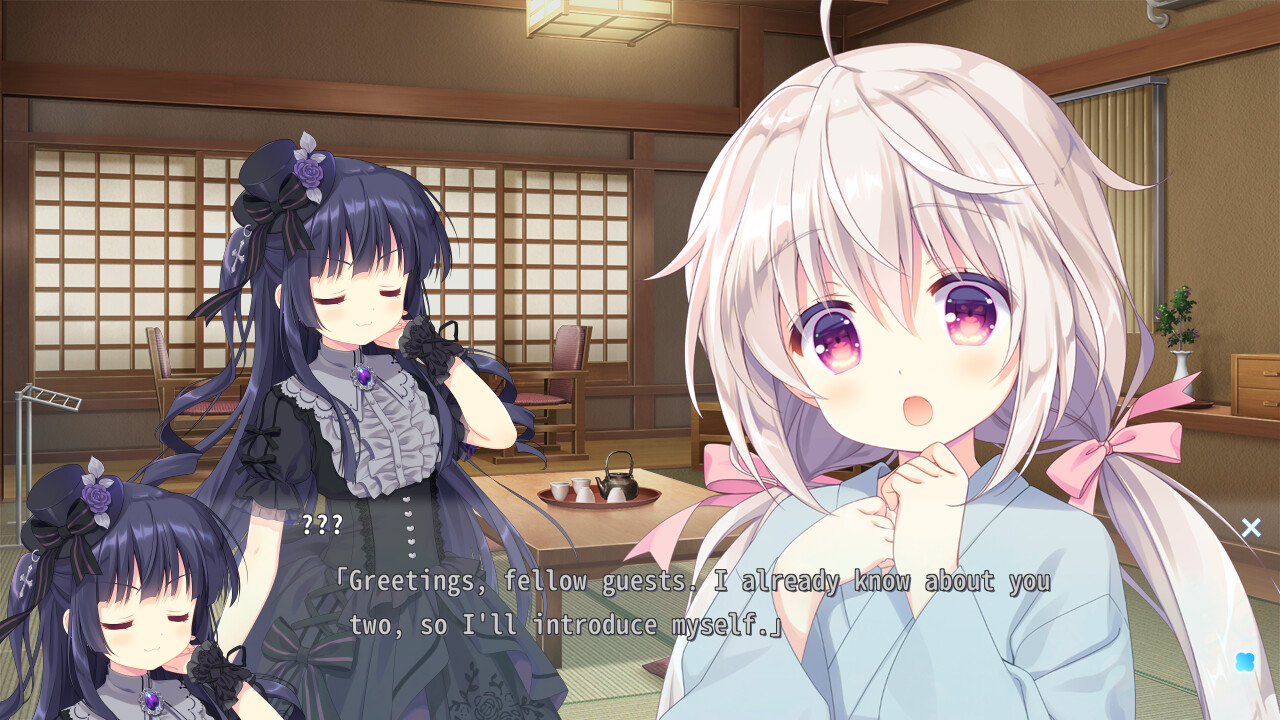 ???
「Greetings, fellow guests. I already know about you
two, so I'll introduce myself.」